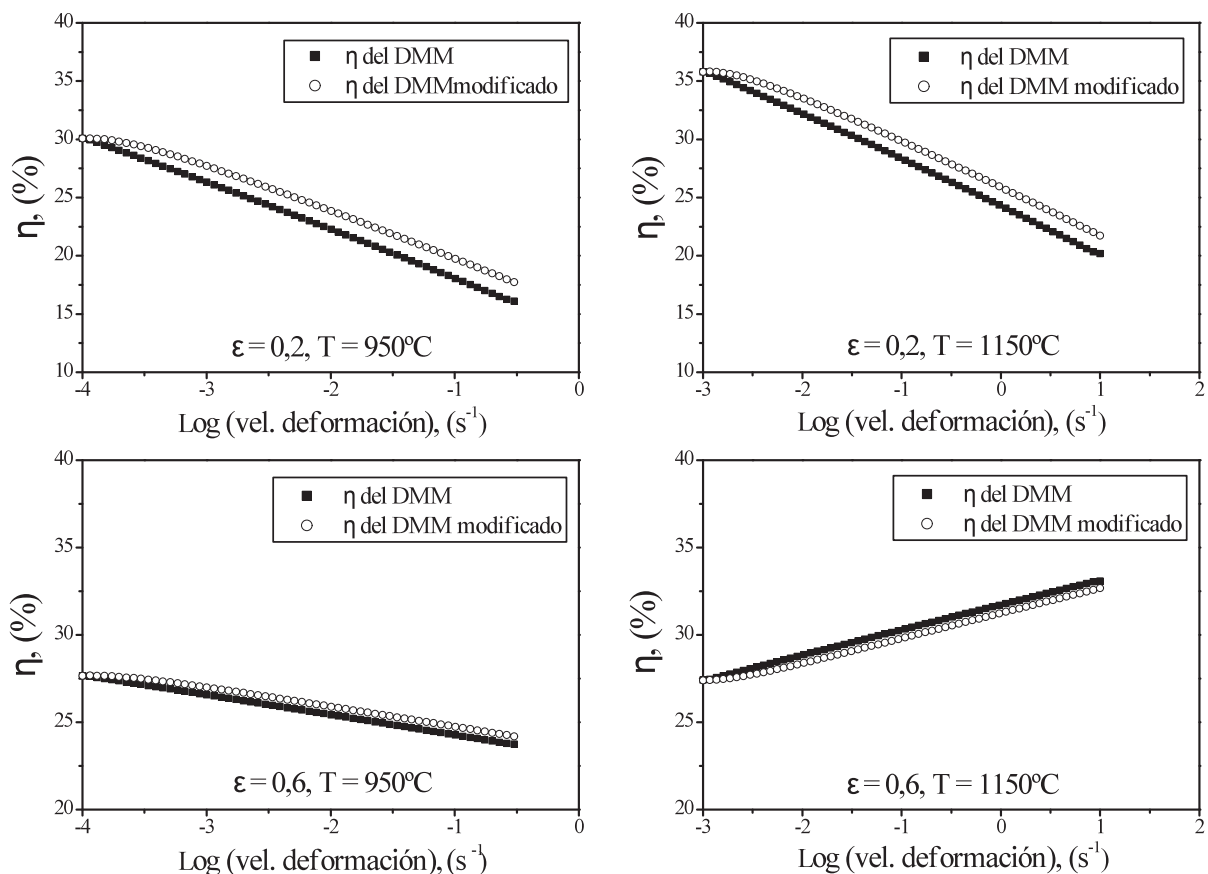 η del DMM
η del DMMmodificado
40
35
30
25
20
15
10
η, (%)
ε = 0,2, T = 950ºC
-4 -3 -2 -1 0
Log (vel. deformación), (s⁻¹)
η del DMM
η del DMM modificado
40
35
30
25
20
15
10
η, (%)
ε = 0,2, T = 1150ºC
-3 -2 -1 0 1 2
Log (vel. deformación), (s⁻¹)
η del DMM
η del DMM modificado
40
35
30
25
20
η, (%)
ε = 0,6, T = 950ºC
-4 -3 -2 -1 0
Log (vel. deformación), (s⁻¹)
η del DMM
η del DMM modificado
40
35
30
25
20
η, (%)
ε = 0,6, T = 1150ºC
-3 -2 -1 0 1 2
Log (vel. deformación), (s⁻¹)